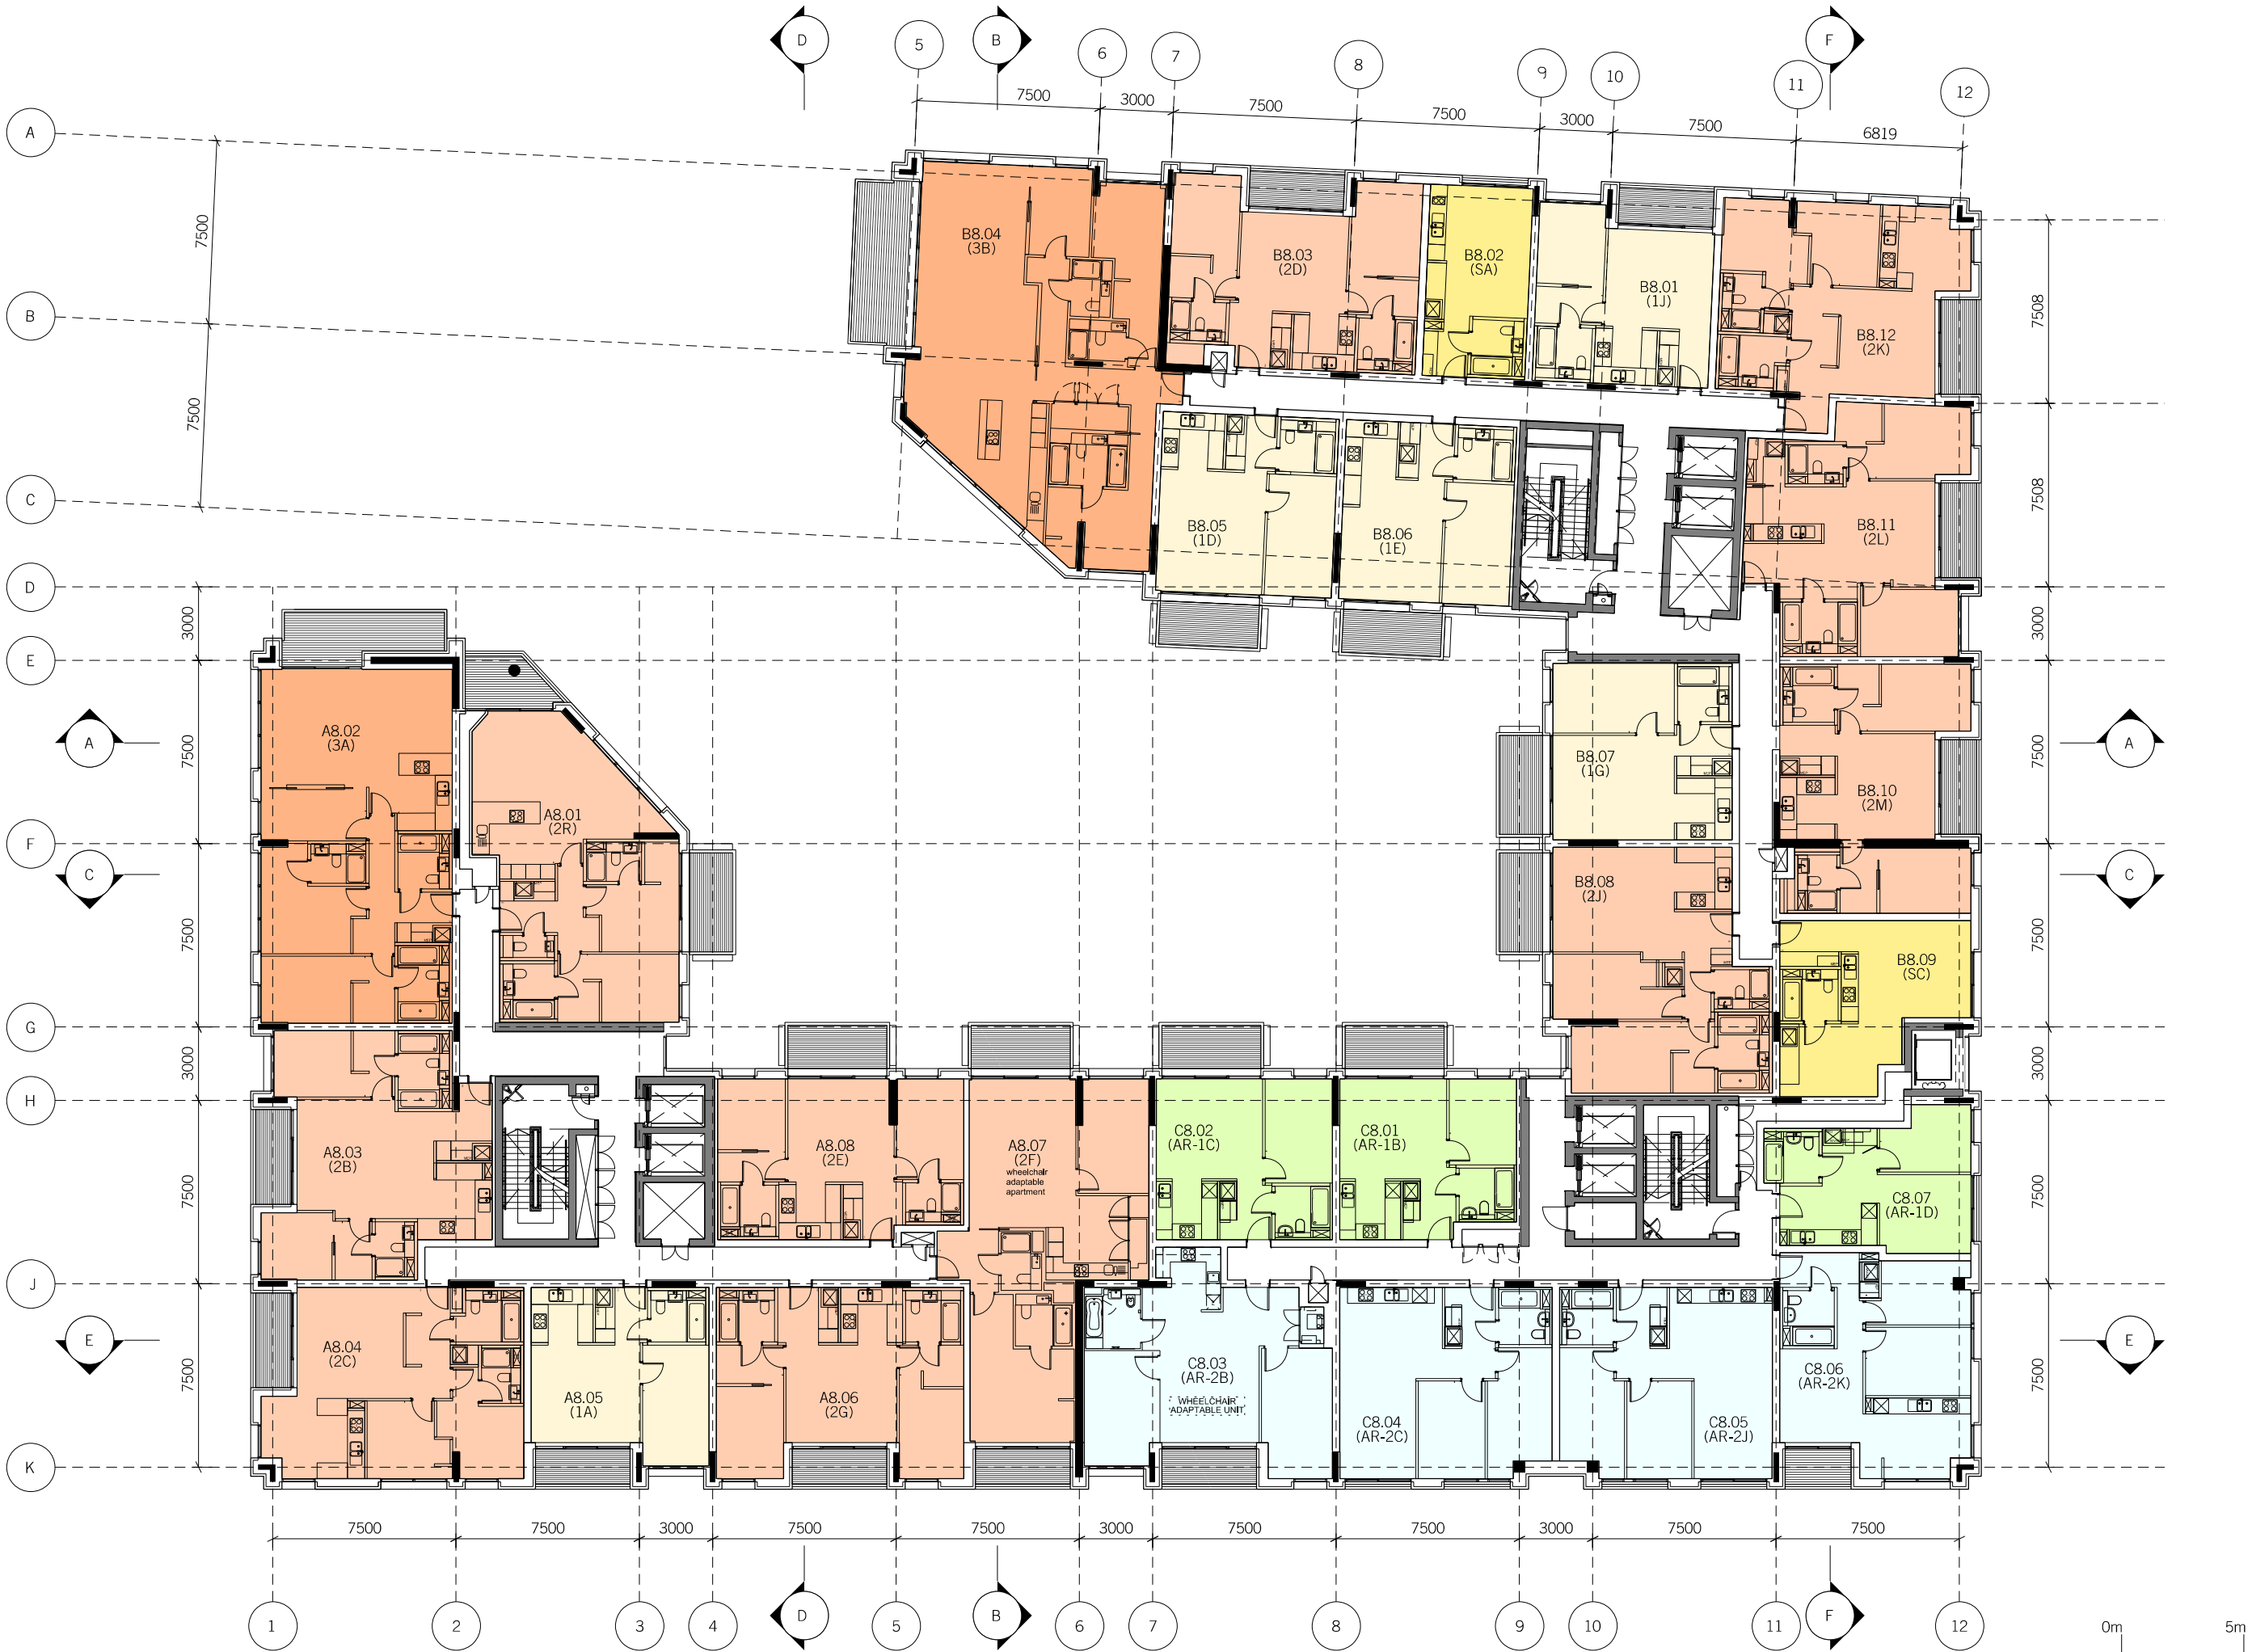 D
B
F
5
6
7
8
9
10
11
12
7500
3000
7500
7500
3000
7500
6819
A
B
C
D
E
F
G
H
J
K
7500
7500
3000
7500
7500
3000
7500
7500
A
C
E
7508
7508
3000
7500
7500
3000
7500
7500
A
C
E
B8.04
(3B)
B8.03
(2D)
B8.02
(SA)
B8.01
(1J)
B8.12
(2K)
B8.05
(1D)
B8.06
(1E)
B8.11
(2L)
A8.02
(3A)
A8.01
(2R)
B8.07
(1G)
B8.10
(2M)
B8.08
(2J)
B8.09
(SC)
A8.03
(2B)
A8.08
(2E)
A8.07
(2F)
wheelchair
adaptable
apartment
C8.02
(AR-1C)
C8.01
(AR-1B)
C8.07
(AR-1D)
A8.04
(2C)
A8.05
(1A)
A8.06
(2G)
C8.03
(AR-2B)
WHEELCHAIR
ADAPTABLE UNIT
C8.04
(AR-2C)
C8.05
(AR-2J)
C8.06
(AR-2K)
7500
7500
3000
7500
7500
3000
7500
7500
3000
7500
7500
1
2
3
4
5
6
7
8
9
10
11
12
D
B
F
0m
5m